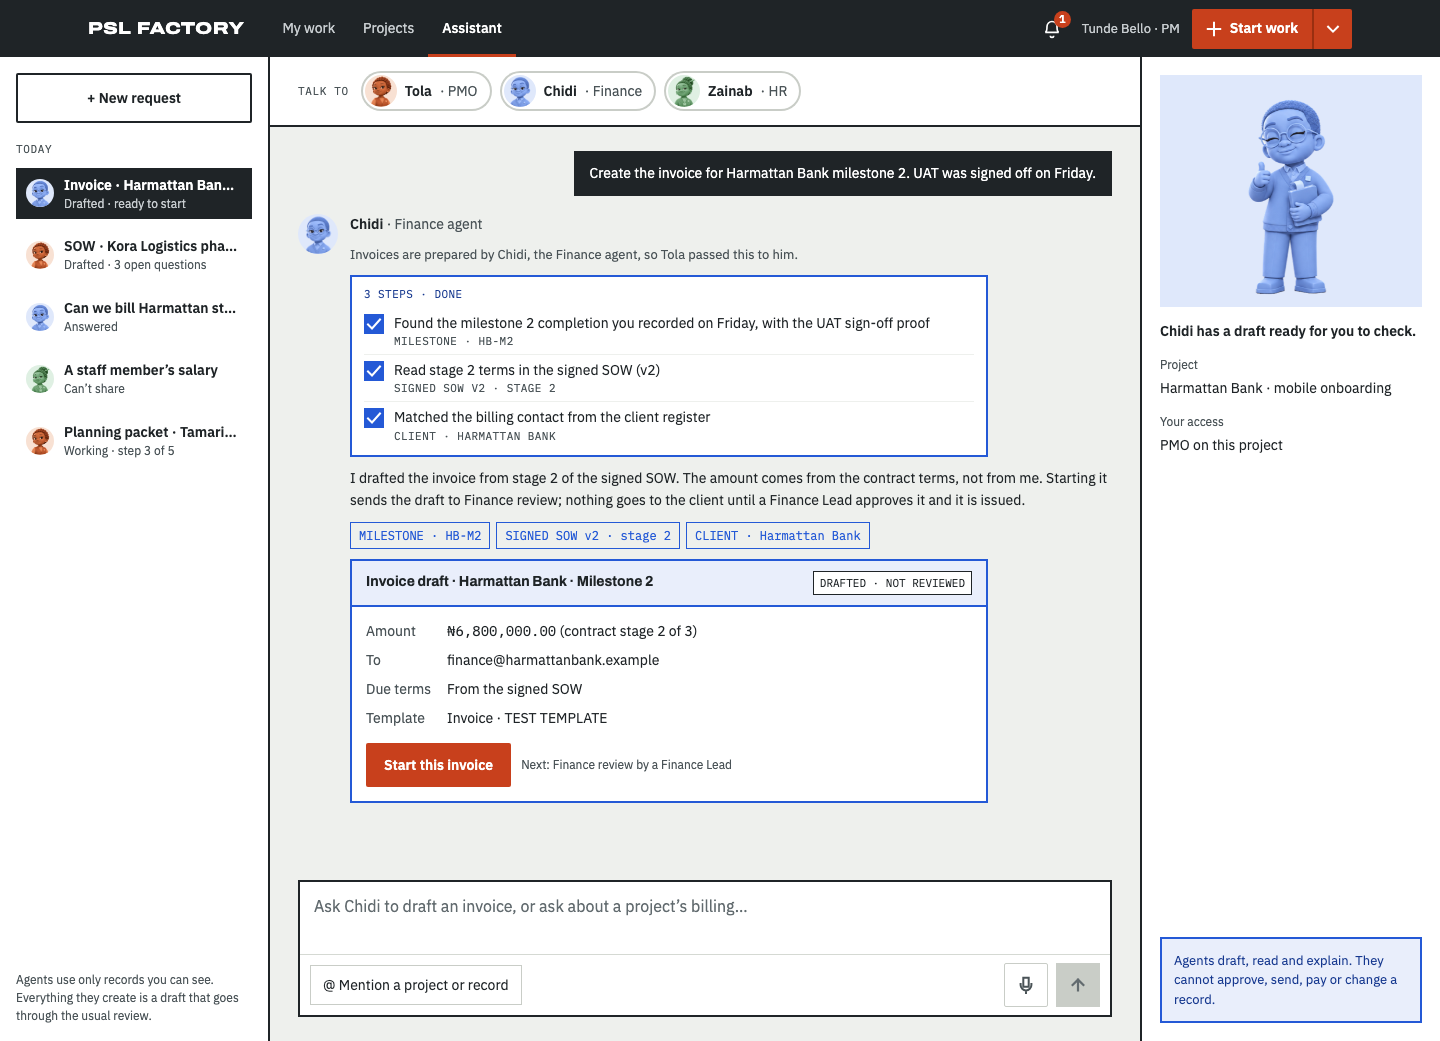 PSL FACTORY
My work
Projects
Assistant
1
Tunde Bello · PM
Start work
+ New request
TODAY
Invoice · Harmattan Ban...
Drafted · ready to start
SOW · Kora Logistics pha...
Drafted · 3 open questions
Can we bill Harmattan st...
Answered
A staff member’s salary
Can’t share
Planning packet · Tamari...
Working · step 3 of 5
Agents use only records you can see.
Everything they create is a draft that goes
through the usual review.
TALK TO
Tola · PMO
Chidi · Finance
Zainab · HR
Create the invoice for Harmattan Bank milestone 2. UAT was signed off on Friday.
Chidi · Finance agent
Invoices are prepared by Chidi, the Finance agent, so Tola passed this to him.
3 STEPS · DONE
Found the milestone 2 completion you recorded on Friday, with the UAT sign-off proof
MILESTONE · HB-M2
Read stage 2 terms in the signed SOW (v2)
SIGNED SOW V2 · STAGE 2
Matched the billing contact from the client register
CLIENT · HARMATTAN BANK
I drafted the invoice from stage 2 of the signed SOW. The amount comes from the contract terms, not from me. Starting it
sends the draft to Finance review; nothing goes to the client until a Finance Lead approves it and it is issued.
MILESTONE · HB-M2
SIGNED SOW v2 · stage 2
CLIENT · Harmattan Bank
Invoice draft · Harmattan Bank · Milestone 2
DRAFTED · NOT REVIEWED
Amount ₦6,800,000.00 (contract stage 2 of 3)
To finance@harmattanbank.example
Due terms From the signed SOW
Template Invoice · TEST TEMPLATE
Start this invoice
Next: Finance review by a Finance Lead
Ask Chidi to draft an invoice, or ask about a project’s billing...
@ Mention a project or record
Chidi has a draft ready for you to check.
Project
Harmattan Bank · mobile onboarding
Your access
PMO on this project
Agents draft, read and explain. They
cannot approve, send, pay or change a
record.